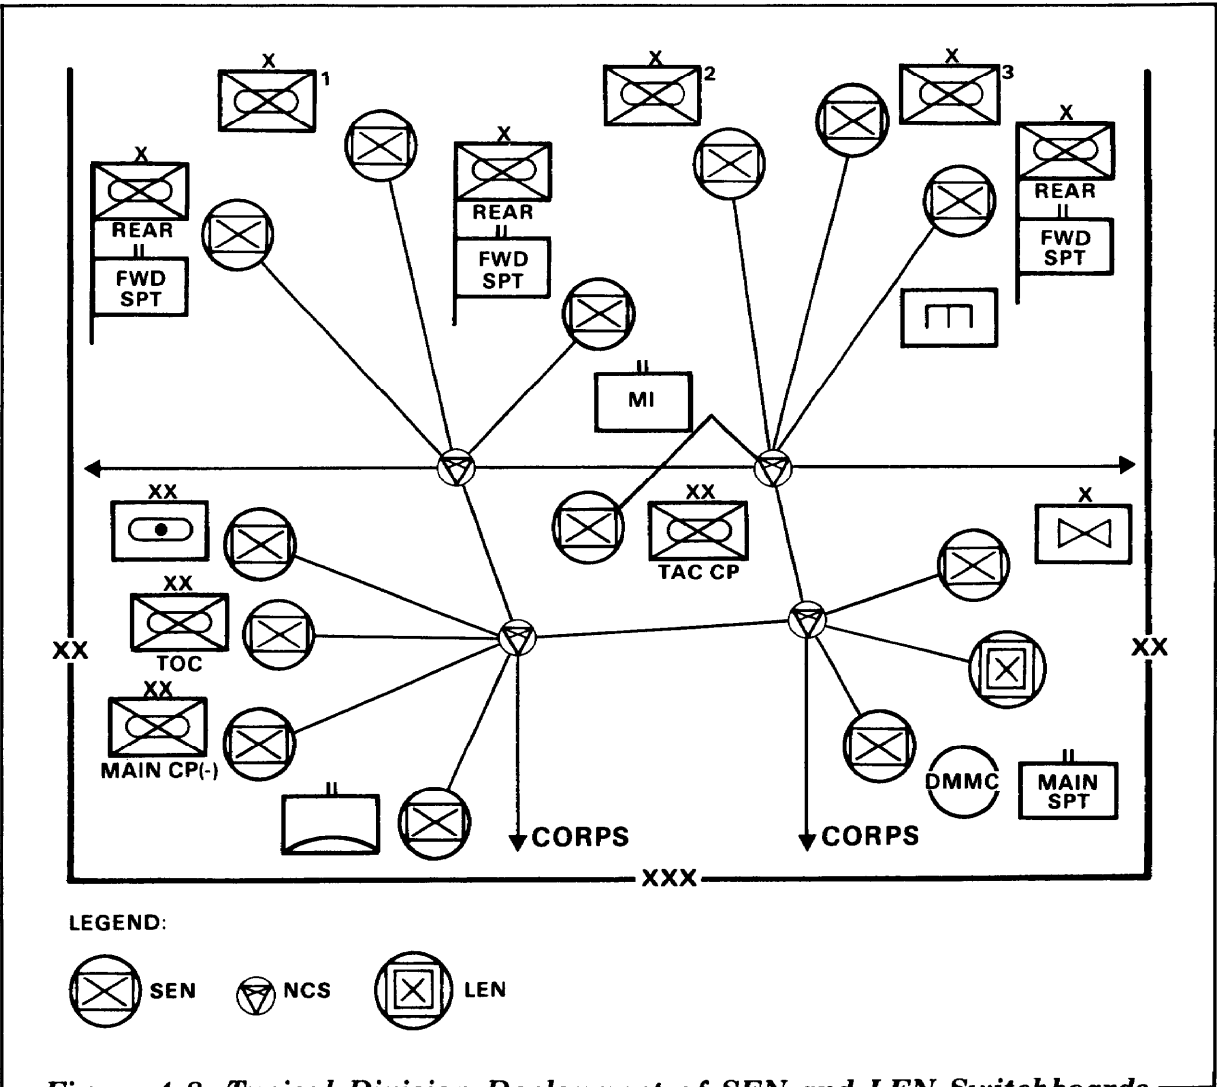 X
1
X
2
X
3
X
REAR
II
FWD
SPT
X
REAR
II
FWD
SPT
X
REAR
II
FWD
SPT
II
MI
XX
XX
TAC CP
X
XX
TOC
XX
MAIN CP(-)
XX
XX
II
DMMC
II
MAIN
SPT
CORPS
CORPS
XXX
LEGEND:
SEN
NCS
LEN